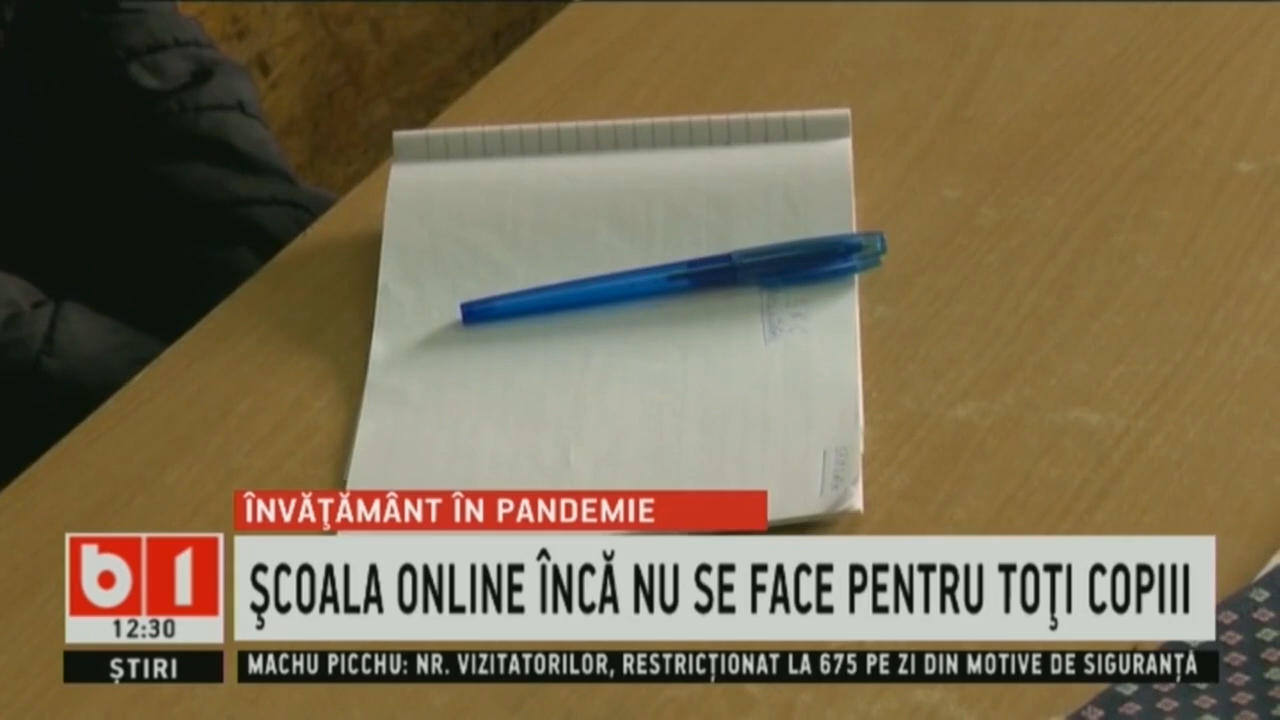 ÎNVĂŢĂMÂNT ÎN PANDEMIE
ŞCOALA ONLINE ÎNCĂ NU SE FACE PENTRU TOŢI COPIII
b1
12:30
ȘTIRI
MACHU PICCHU: NR. VIZITATORILOR, RESTRICȚIONAT LA 675 PE ZI DIN MOTIVE DE SIGURANȚĂ